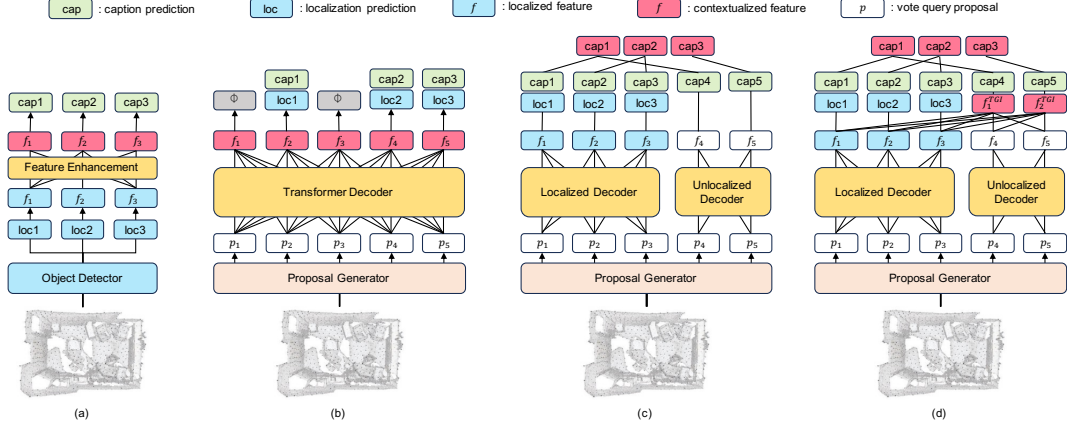 cap : caption prediction loc : localization prediction f : localized feature f : contextualized feature p : vote query proposal
cap1 cap2 cap3
f₁ f₂ f₃
Feature Enhancement
f₁ f₂ f₃
loc1 loc2 loc3
Object Detector
(a)
cap1 cap2 cap3
Φ loc1 Φ loc2 loc3
f₁ f₂ f₃ f₄ f₅
Transformer Decoder
p₁ p₂ p₃ p₄ p₅
Proposal Generator
(b)
cap1 cap2 cap3
cap1 cap2 cap3 cap4 cap5
loc1 loc2 loc3
f₁ f₂ f₃ f₄ f₅
Localized Decoder
Unlocalized
Decoder
p₁ p₂ p₃ p₄ p₅
Proposal Generator
(c)
cap1 cap2 cap3
cap1 cap2 cap3 cap4 cap5
loc1 loc2 loc3 f₁ᵀᴳᴵ f₂ᵀᴳᴵ
f₁ f₂ f₃ f₄ f₅
Localized Decoder
Unlocalized
Decoder
p₁ p₂ p₃ p₄ p₅
Proposal Generator
(d)